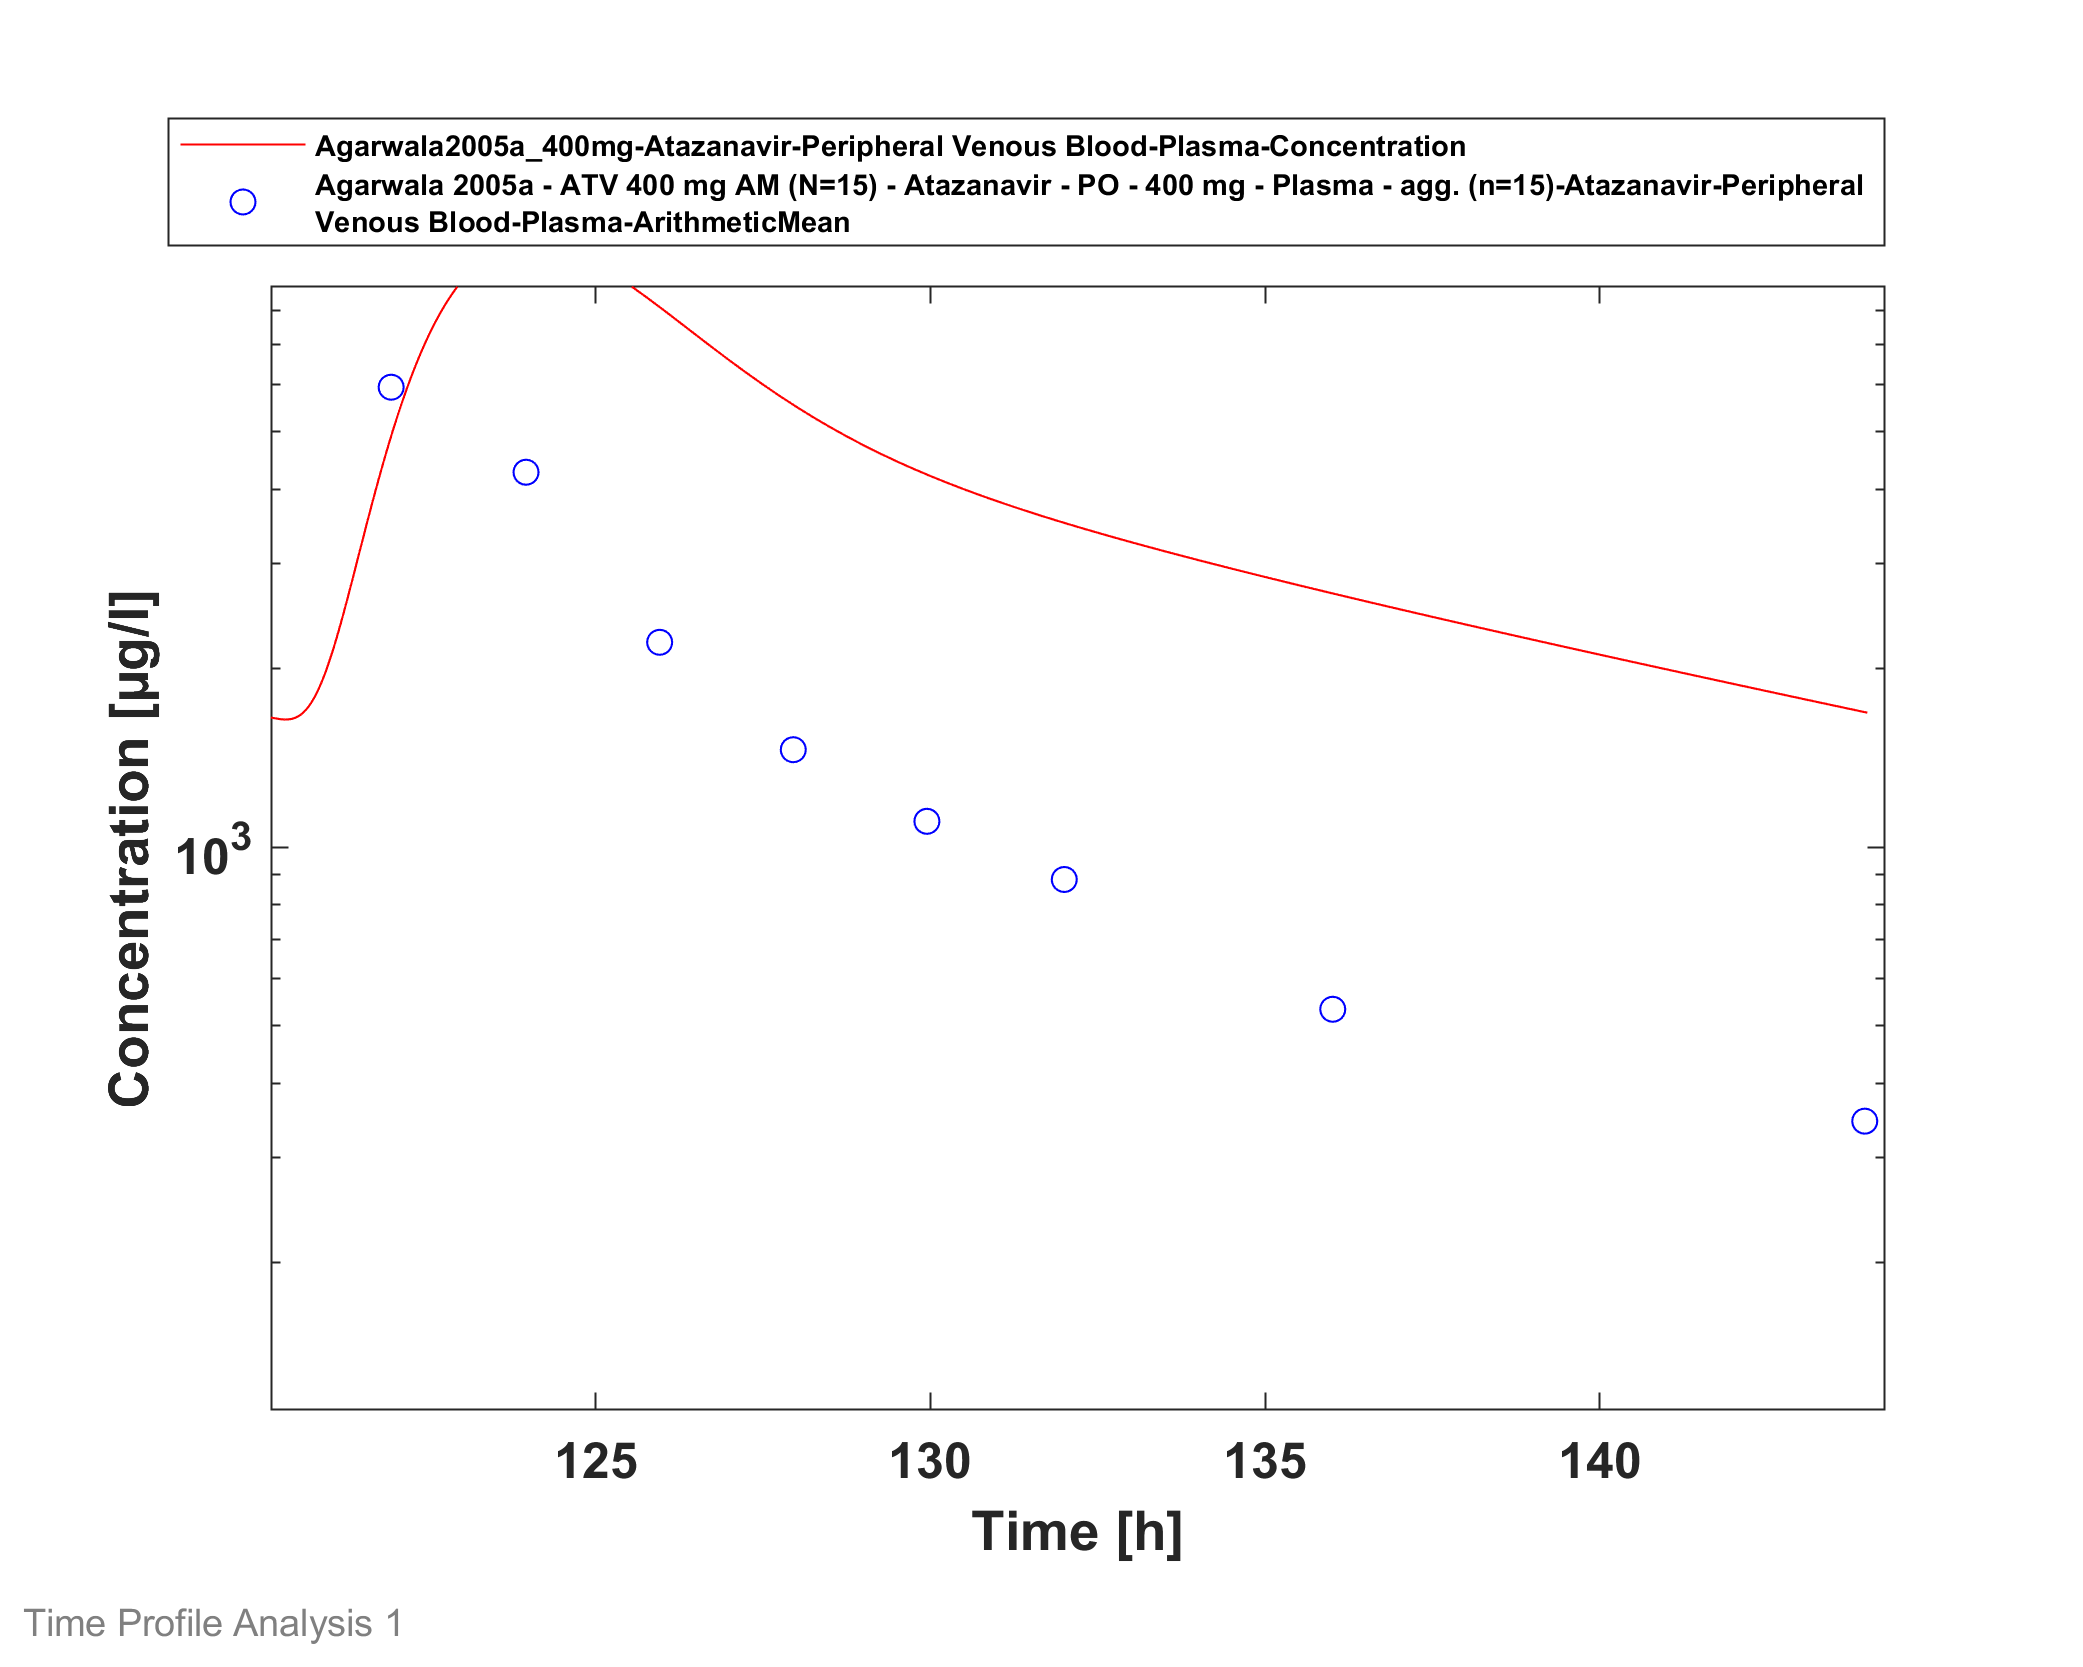 Agarwala2005a_400mg-Atazanavir-Peripheral Venous Blood-Plasma-Concentration
Agarwala 2005a - ATV 400 mg AM (N=15) - Atazanavir - PO - 400 mg - Plasma - agg. (n=15)-Atazanavir-Peripheral
Venous Blood-Plasma-ArithmeticMean
Concentration [µg/l]
10³
125 130 135 140
Time [h]
Time Profile Analysis 1